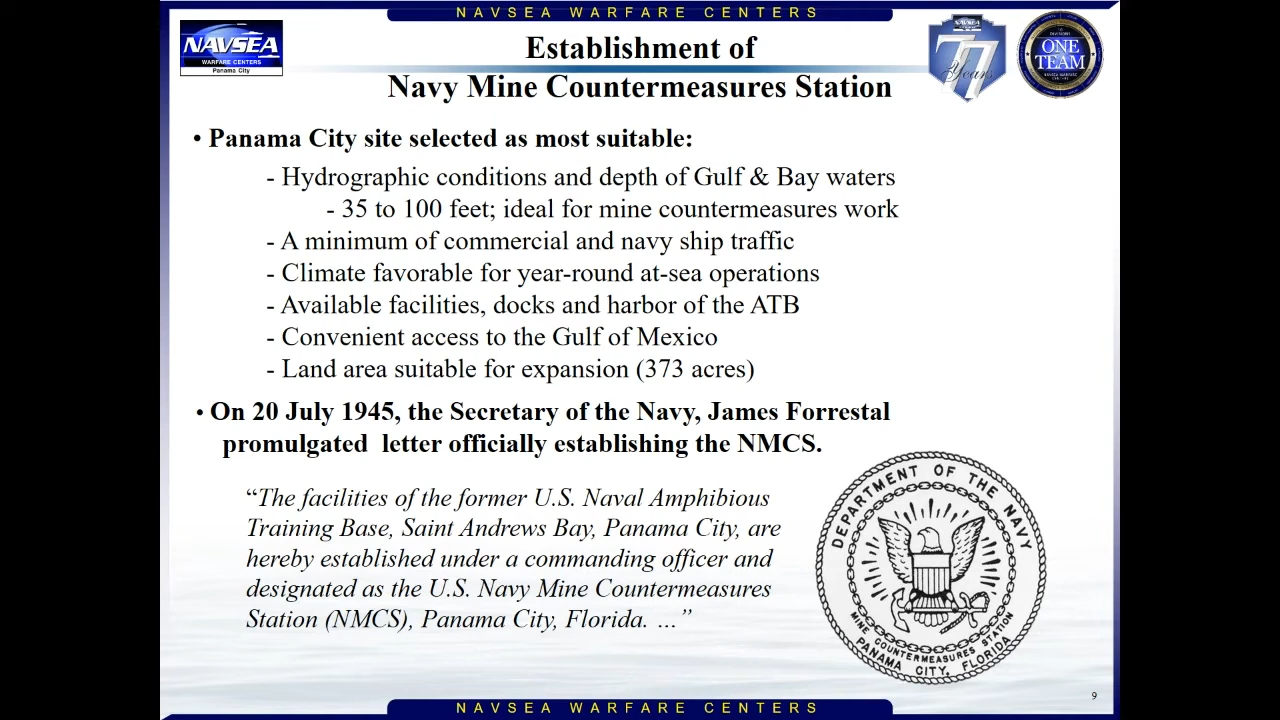 NAVSEA WARFARE CENTERS
NAVSEA
WARFARE CENTERS
Panama City
Establishment of
Navy Mine Countermeasures Station
NAVSEA
77
Years
ONE
TEAM
• Panama City site selected as most suitable:
- Hydrographic conditions and depth of Gulf & Bay waters
- 35 to 100 feet; ideal for mine countermeasures work
- A minimum of commercial and navy ship traffic
- Climate favorable for year-round at-sea operations
- Available facilities, docks and harbor of the ATB
- Convenient access to the Gulf of Mexico
- Land area suitable for expansion (373 acres)
• On 20 July 1945, the Secretary of the Navy, James Forrestal
promulgated  letter officially establishing the NMCS.
“The facilities of the former U.S. Naval Amphibious
Training Base, Saint Andrews Bay, Panama City, are
hereby established under a commanding officer and
designated as the U.S. Navy Mine Countermeasures
Station (NMCS), Panama City, Florida. …”
DEPARTMENT OF THE NAVY
MINE COUNTERMEASURES STATION
PANAMA CITY, FLORIDA
9
NAVSEA WARFARE CENTERS